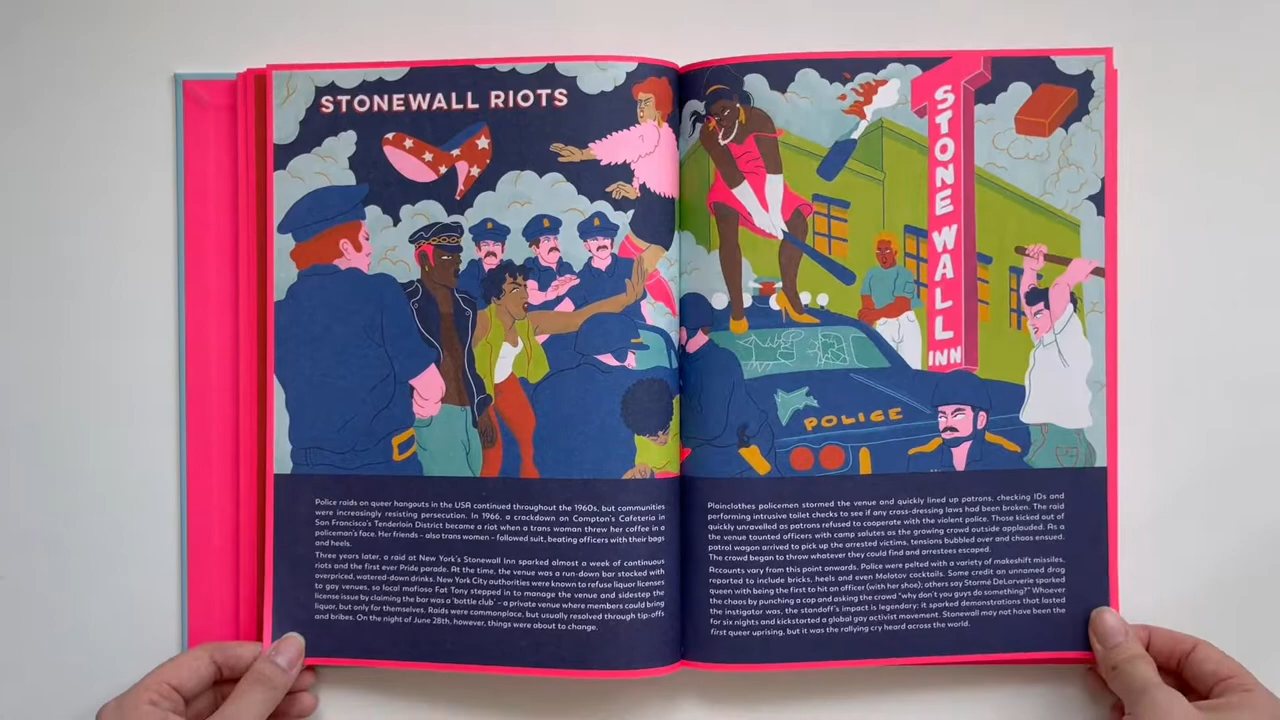 STONEWALL RIOTS
Police raids on queer hangouts in the USA continued throughout the 1960s, but communities
were increasingly resisting persecution. In 1966, a crackdown on Compton's Cafeteria in
San Francisco's Tenderloin District became a riot when a trans woman threw her coffee in a
policeman's face. Her friends – also trans women – followed suit, beating officers with their bags
and heels.
Three years later, a raid at New York's Stonewall Inn sparked almost a week of continuous
riots and the first ever Pride parade. At the time, the venue was a run-down bar stocked with
overpriced, watered-down drinks. New York City authorities were known to refuse liquor licenses
to gay venues, so local mafioso Fat Tony stepped in to manage the venue and sidestep the
license issue by claiming the bar was a 'bottle club' – a private venue where members could bring
liquor, but only for themselves. Raids were commonplace, but usually resolved through tip-offs
and bribes. On the night of June 28th, however, things were about to change.
STONE WALL INN
POLICE
Plainclothes policemen stormed the venue and quickly lined up patrons, checking IDs and
performing intrusive toilet checks to see if any cross-dressing laws had been broken. The raid
quickly unravelled as patrons refused to cooperate with the violent police. Those kicked out of
the venue taunted officers with camp salutes as the growing crowd outside applauded. As a
patrol wagon arrived to pick up the arrested victims, tensions bubbled over and chaos ensued.
The crowd began to throw whatever they could find and arrestees escaped.
Accounts vary from this point onwards. Police were pelted with a variety of makeshift missiles,
reported to include bricks, heels and even Molotov cocktails. Some credit an unnamed drag
queen with being the first to hit an officer (with her shoe); others say Stormé DeLarverie sparked
the chaos by punching a cop and asking the crowd "why don't you guys do something?" Whoever
the instigator was, the standoff's impact is legendary: it sparked demonstrations that lasted
for six nights and kickstarted a global gay activist movement. Stonewall may not have been the
first queer uprising, but it was the rallying cry heard across the world.